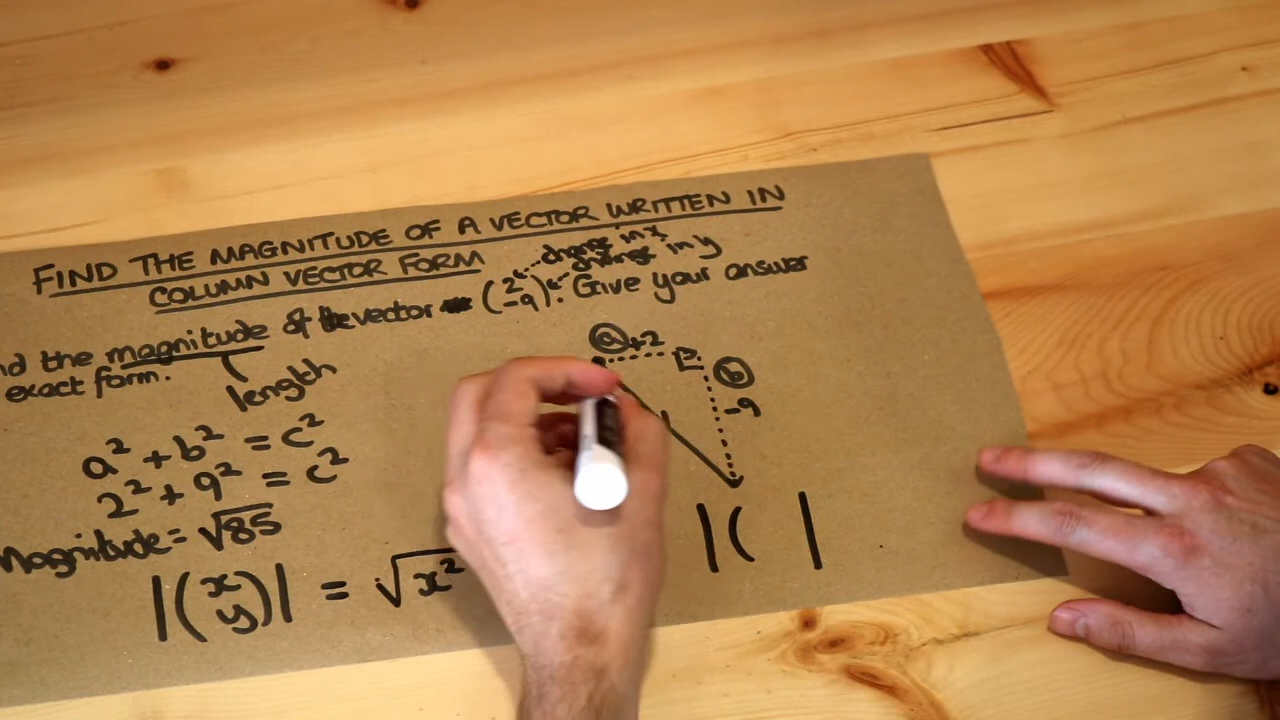 FIND THE MAGNITUDE OF A VECTOR WRITTEN IN
COLUMN VECTOR FORM
change in x
change in y
nd the magnitude of the vector (2 -9). Give your answer
exact form.
length
a +2
b
-9
a² + b² = c²
2² + 9² = c²
Magnitude = √85
|(x y)| = √x²
|( |